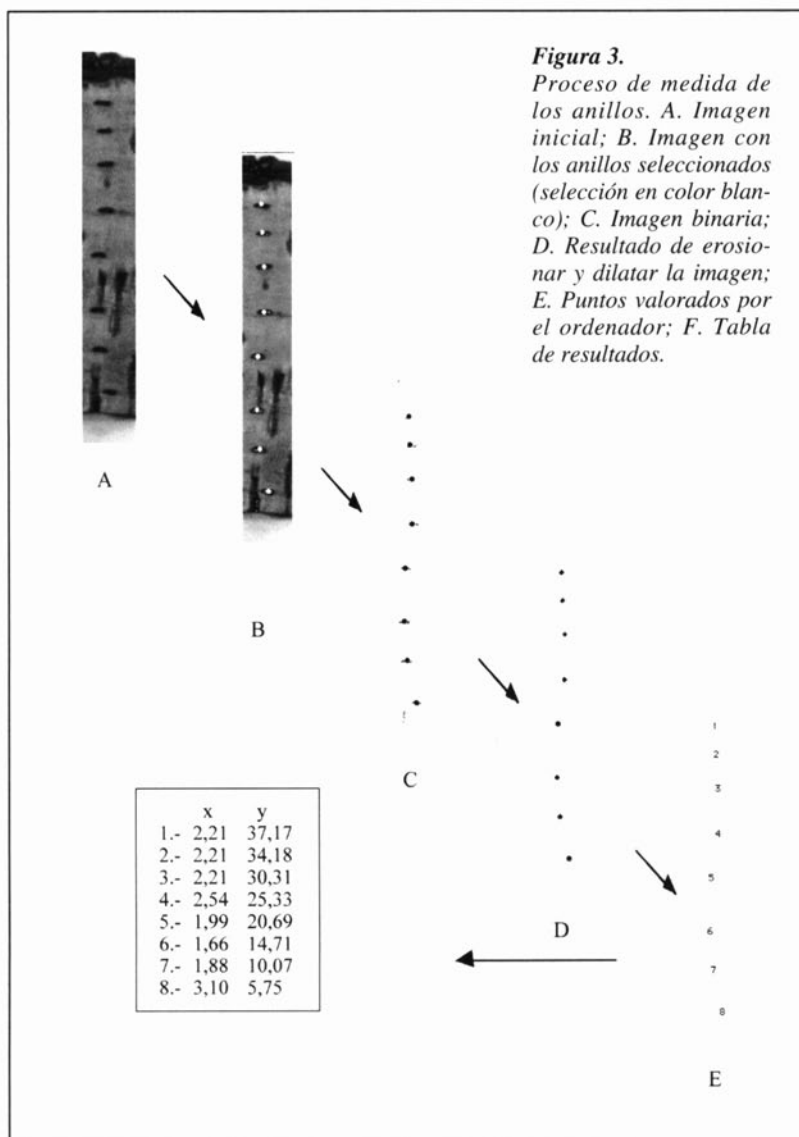 Figura 3.
Proceso de medida de
los anillos. A. Imagen
inicial; B. Imagen con
los anillos seleccionados
(selección en color blan-
co); C. Imagen binaria;
D. Resultado de erosio-
nar y dilatar la imagen;
E. Puntos valorados por
el ordenador; F. Tabla
de resultados.
A
B
C
D
1
2
3
4
5
6
7
8
E
x y
1.- 2,21 37,17
2.- 2,21 34,18
3.- 2,21 30,31
4.- 2,54 25,33
5.- 1,99 20,69
6.- 1,66 14,71
7.- 1,88 10,07
8.- 3,10 5,75